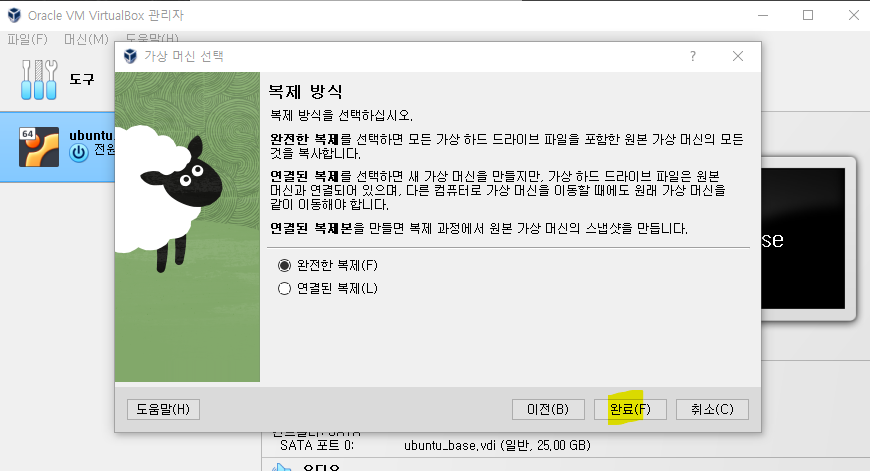 Oracle VM VirtualBox 관리자
파일(F) 머신(M) 도움말(H)
가상 머신 선택
?
도구
복제 방식
복제 방식을 선택하십시오.
완전한 복제를 선택하면 모든 가상 하드 드라이브 파일을 포함한 원본 가상 머신의 모든
것을 복사합니다.
64
ubuntu
전원
연결된 복제를 선택하면 새 가상 머신을 만들지만, 가상 하드 드라이브 파일은 원본
머신과 연결되어 있으며, 다른 컴퓨터로 가상 머신을 이동할 때에도 원래 가상 머신을
같이 이동해야 합니다.
연결된 복제본을 만들면 복제 과정에서 원본 가상 머신의 스냅샷을 만듭니다.
se
완전한 복제(F)
연결된 복제(L)
도움말(H) 이전(B) 완료(F) 취소(C)
컨트롤러: SATA
SATA 포트 0: ubuntu_base.vdi (일반, 25.00 GB)